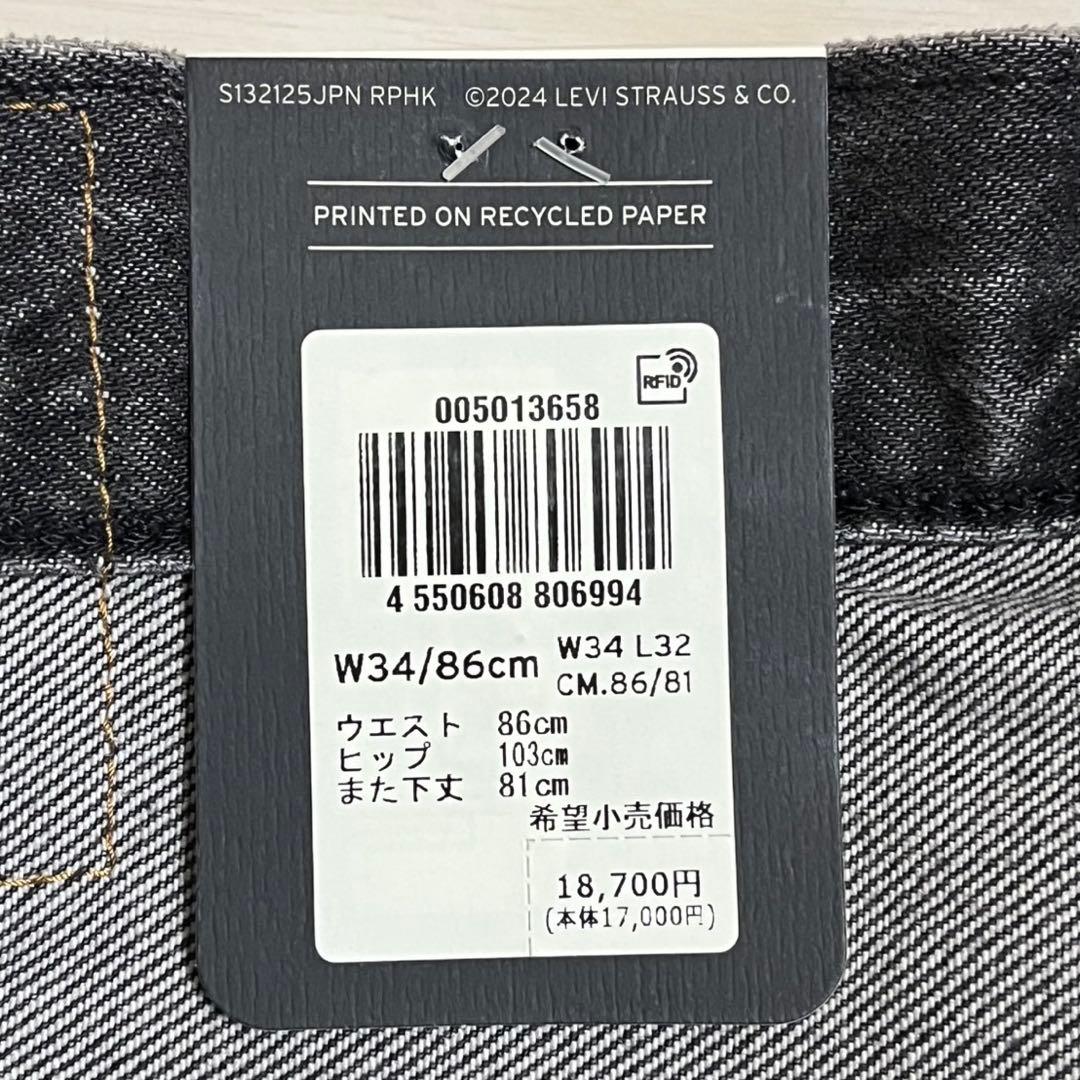 S132125JPN RPHK ©2024 LEVI STRAUSS & CO.
PRINTED ON RECYCLED PAPER
RFID
005013658
4 550608 806994
W34/86cm
W34 L32
CM.86/81
ウエスト 86cm
ヒップ 103cm
また下丈 81cm
希望小売価格
18,700円
(本体17,000円)